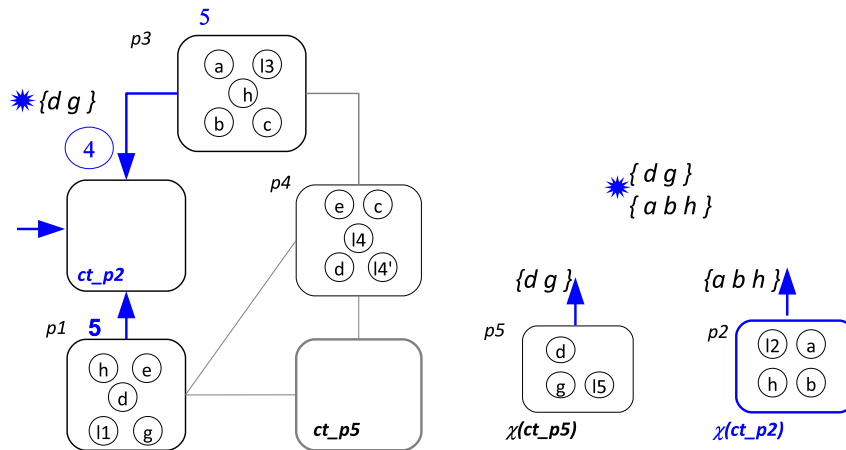 5
p3
a l3
h
b c
{d g }
4
p4
e c
l4
d l4'
ct_p2
p1 5
h e
d
l1 g
ct_p5
{ d g }
{ a b h }
{d g }
{a b h }
p5
d
g l5
χ(ct_p5)
p2
l2 a
h b
χ(ct_p2)